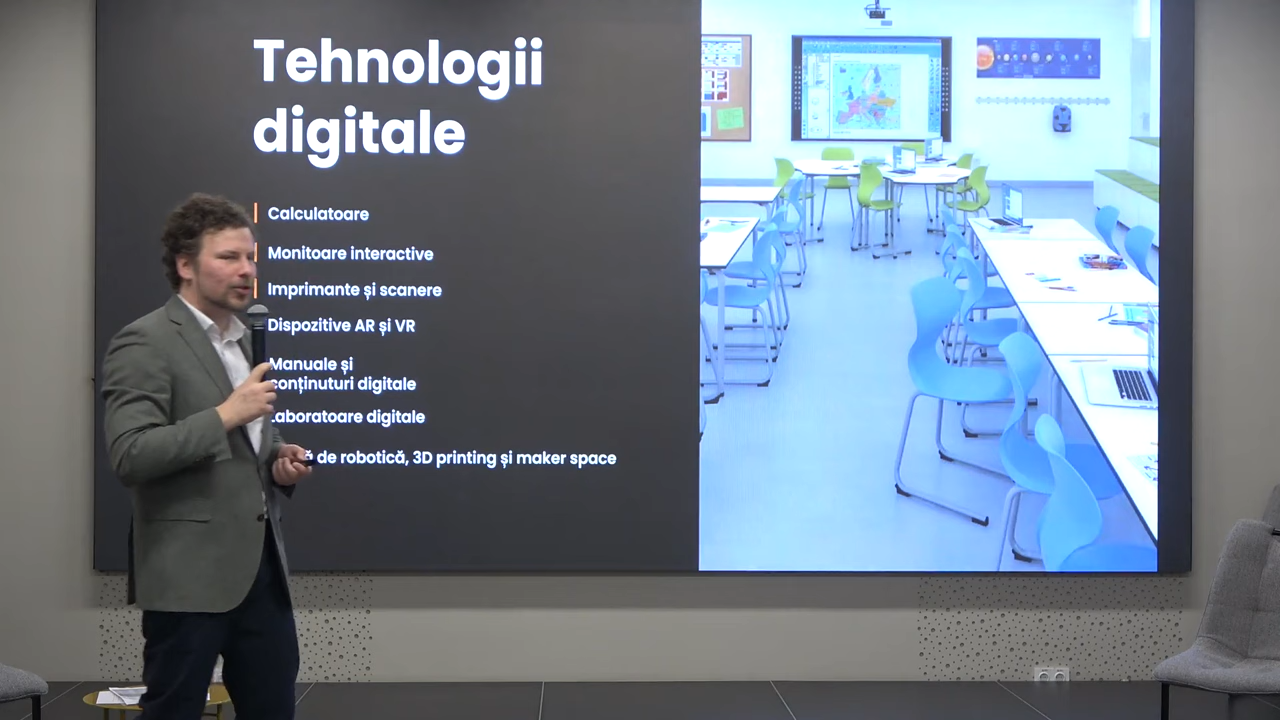 Tehnologii
digitale
Calculatoare
Monitoare interactive
Imprimante și scanere
Dispozitive AR și VR
Manuale și
conținuturi digitale
Laboratoare digitale
de robotică, 3D printing și maker space